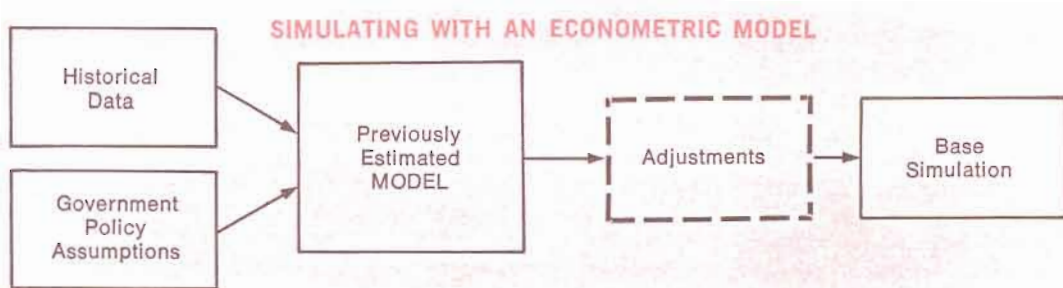 SIMULATING WITH AN ECONOMETRIC MODEL
Historical
Data
Government
Policy
Assumptions
Previously
Estimated
MODEL
Adjustments
Base
Simulation